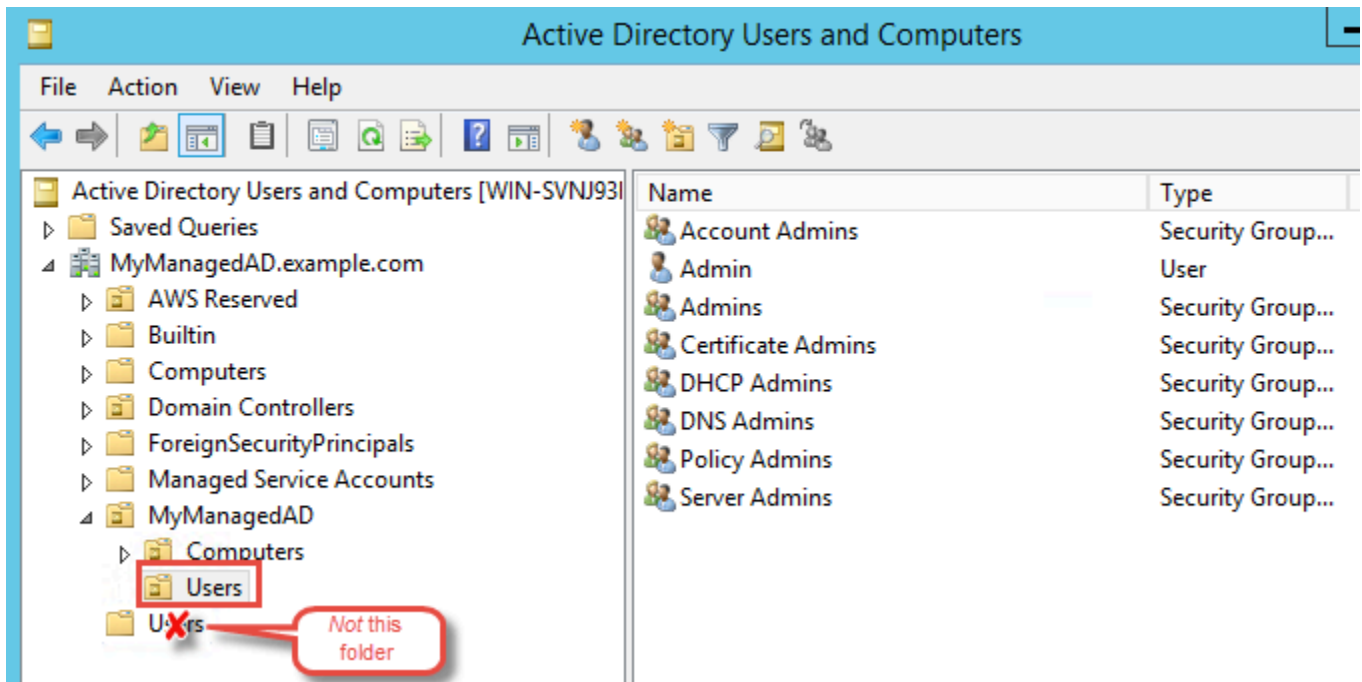 Active Directory Users and Computers
File Action View Help
Active Directory Users and Computers [WIN-SVNJ93I
Saved Queries
MyManagedAD.example.com
AWS Reserved
Builtin
Computers
Domain Controllers
ForeignSecurityPrincipals
Managed Service Accounts
MyManagedAD
Computers
Users
Users
Not this
folder
Name Type
Account Admins Security Group...
Admin User
Admins Security Group...
Certificate Admins Security Group...
DHCP Admins Security Group...
DNS Admins Security Group...
Policy Admins Security Group...
Server Admins Security Group...